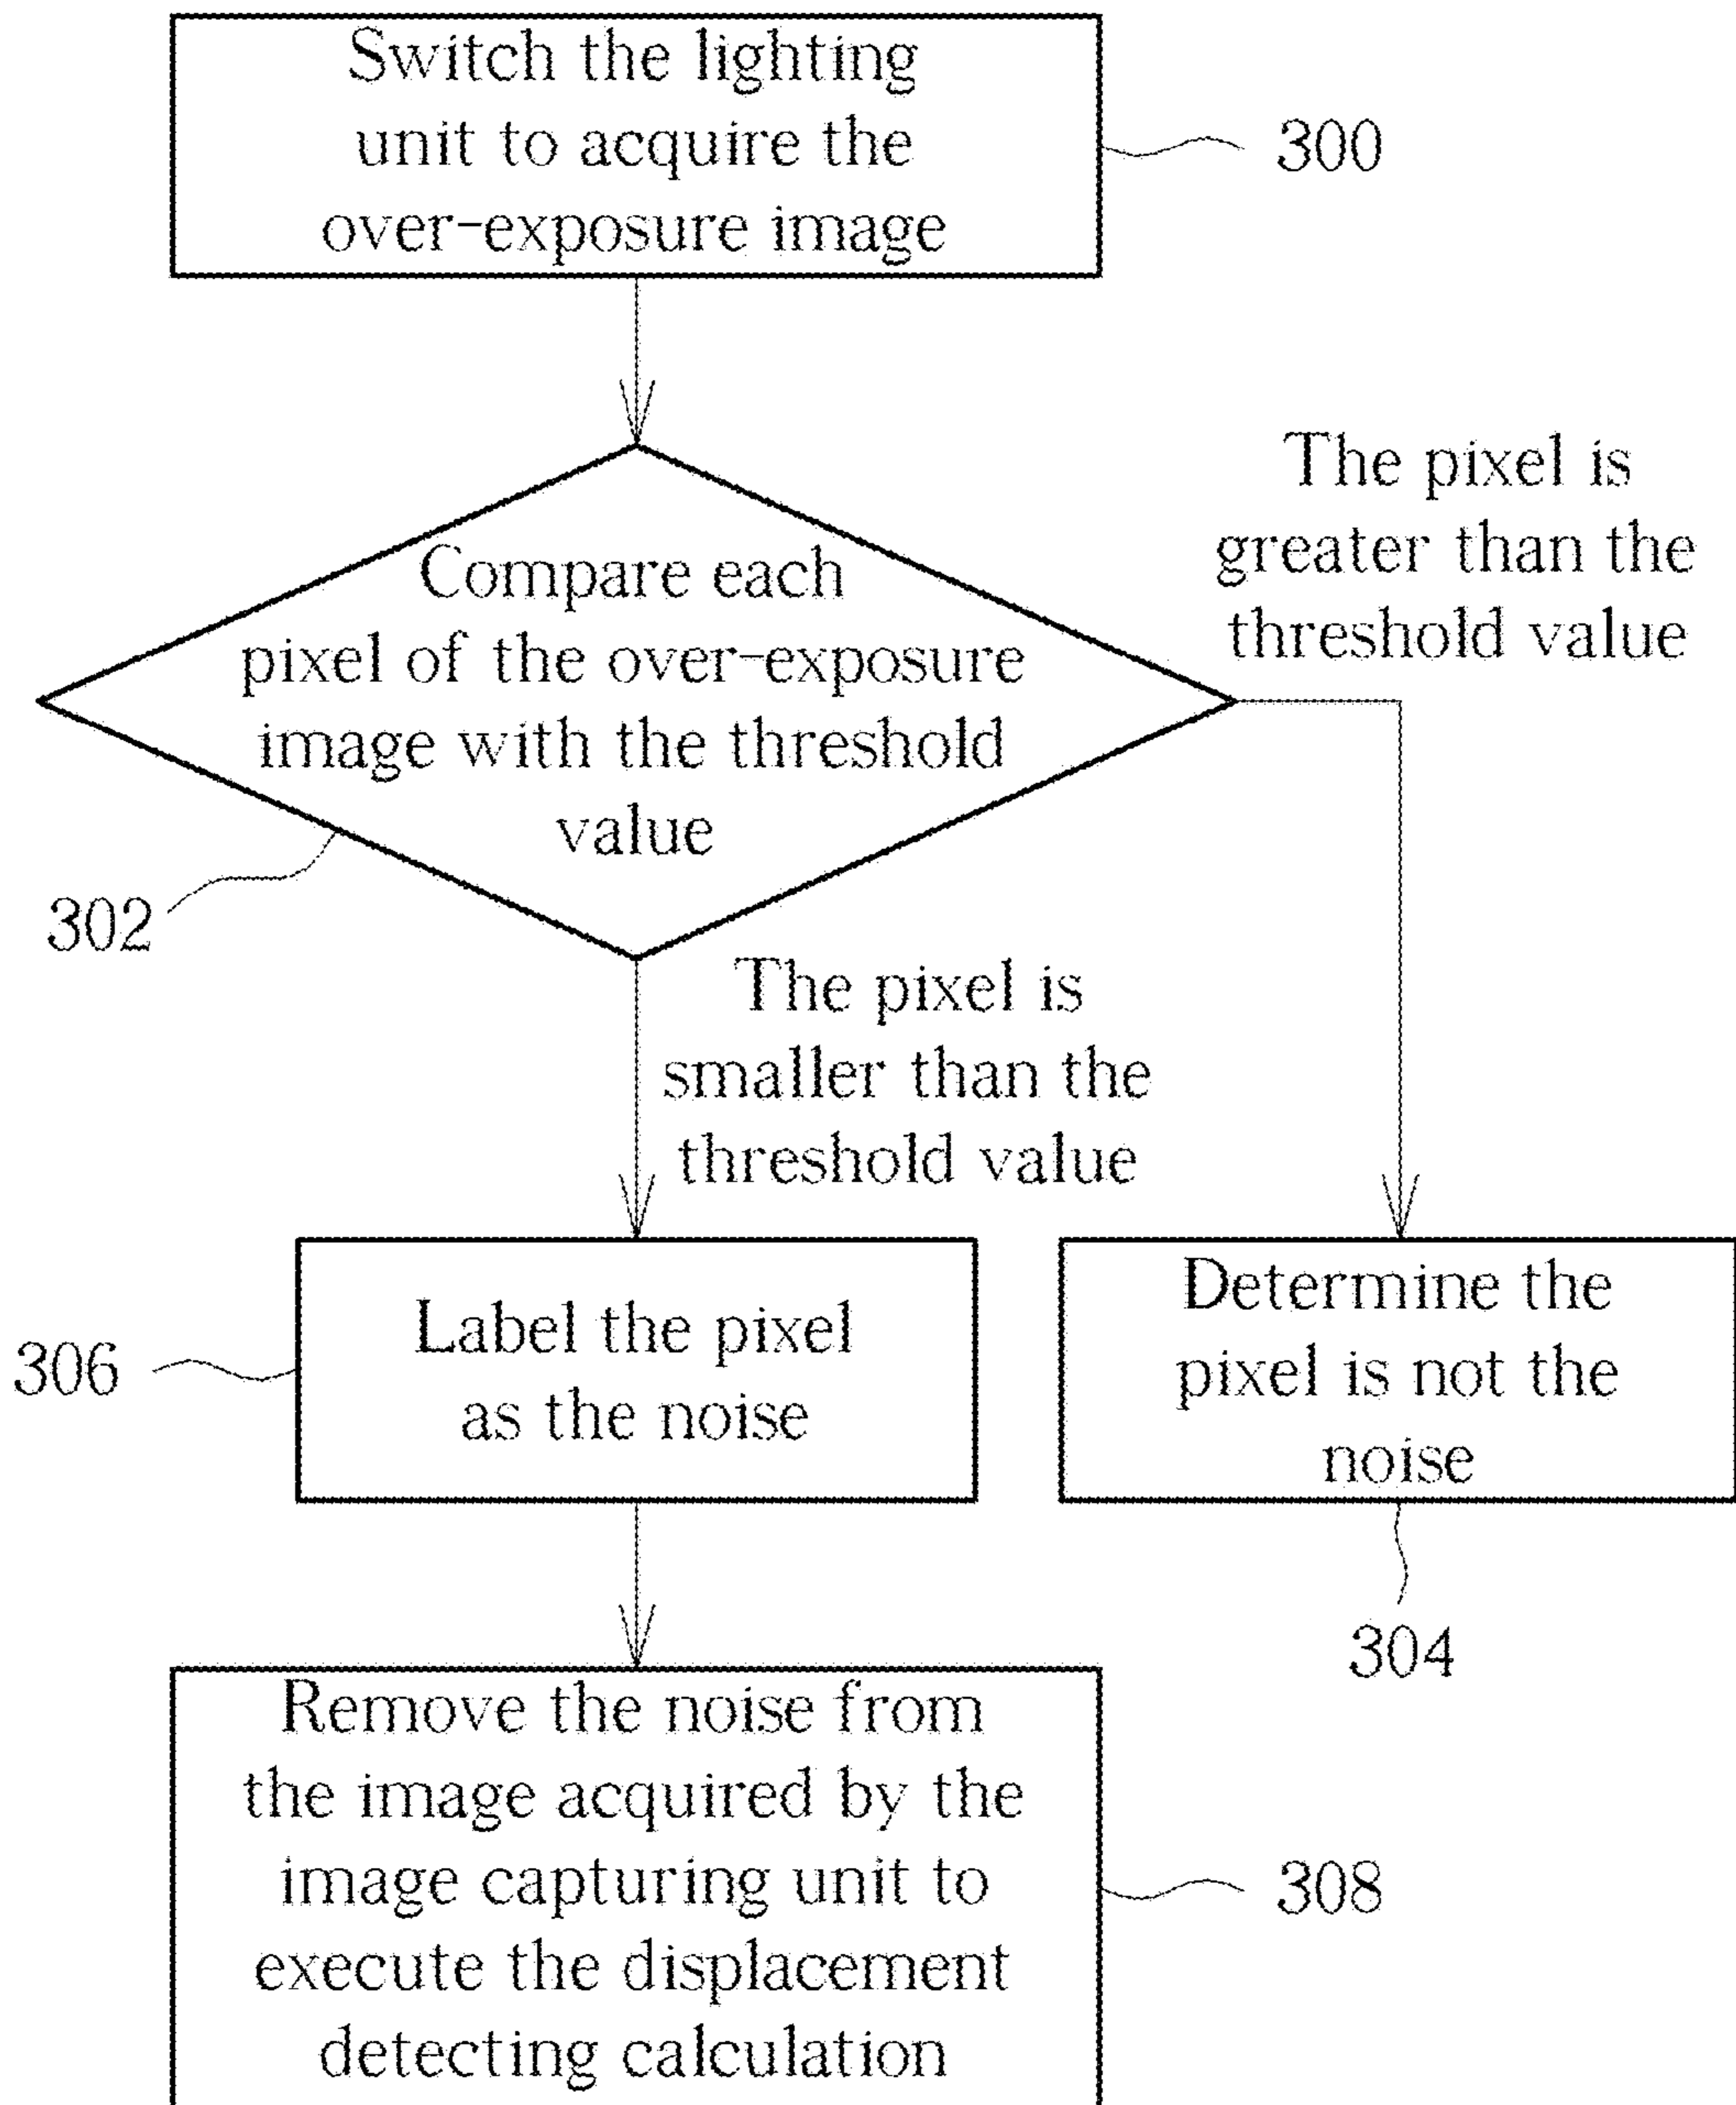 Switch the lighting
unit to acquire the
over-exposure image
300
The pixel is
greater than the
threshold value
Compare each
pixel of the over-exposure
image with the threshold
value
302
The pixel is
smaller than the
threshold value
306
Label the pixel
as the noise
Determine the
pixel is not the
noise
304
Remove the noise from
the image acquired by the
image capturing unit to
execute the displacement
detecting calculation
308